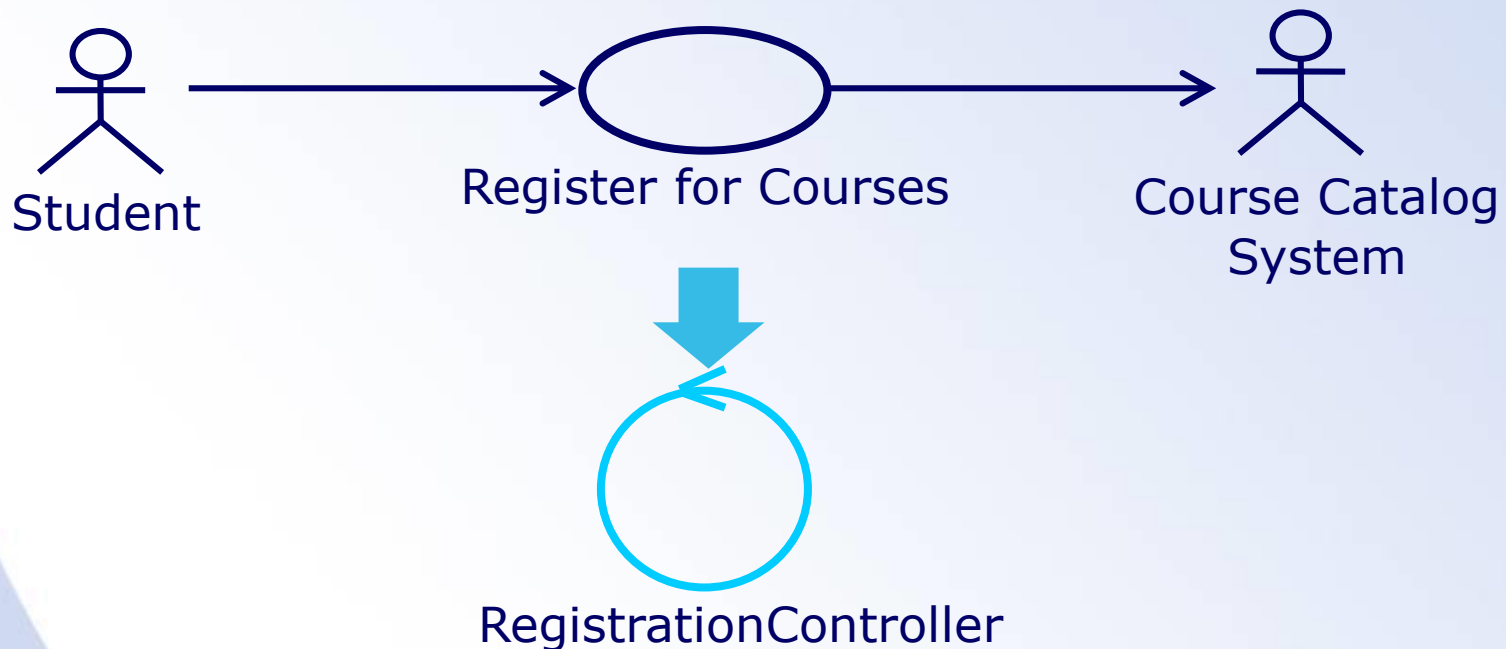 Student
Register for Courses
Course Catalog
System
RegistrationController